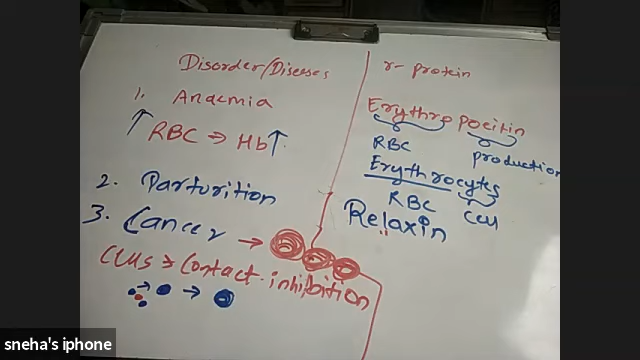 Disorder/Diseases
1. Anaemia
↑ RBC ⇒ Hb↑
2. Parturition
3. Cancer →
Cells ⇒ Contact-inhibition
r- protein
Erythropoeitin
RBC production
Erythrocytes
RBC Cell
Relaxin
sneha's iphone